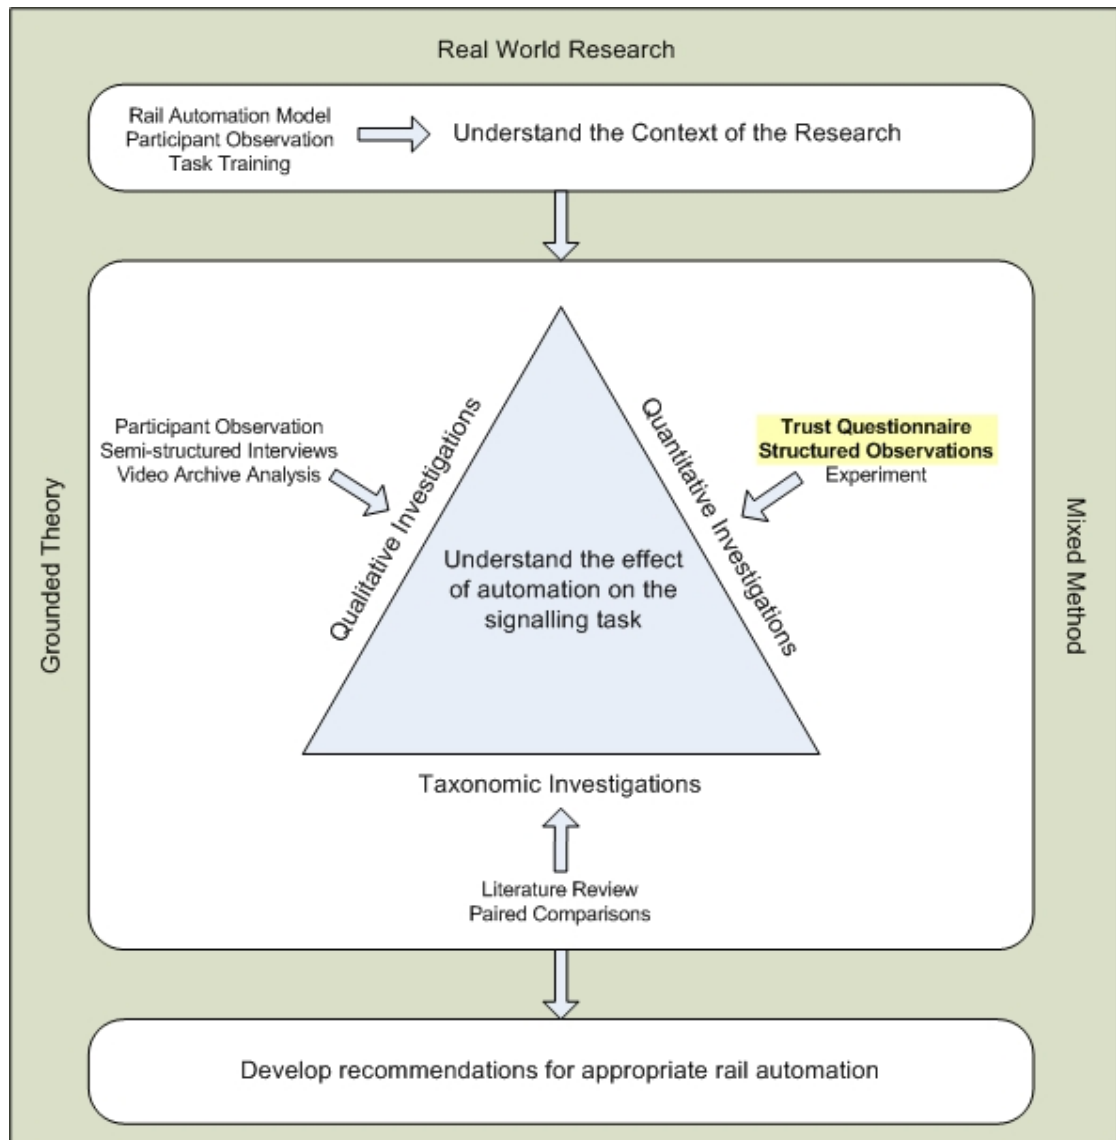 Real World Research
Rail Automation Model
Participant Observation
Task Training
Understand the Context of the Research
Grounded Theory
Participant Observation
Semi-structured Interviews
Video Archive Analysis
Qualitative Investigations
Understand the effect
of automation on the
signalling task
Quantitative Investigations
Trust Questionnaire
Structured Observations
Experiment
Mixed Method
Taxonomic Investigations
Literature Review
Paired Comparisons
Develop recommendations for appropriate rail automation